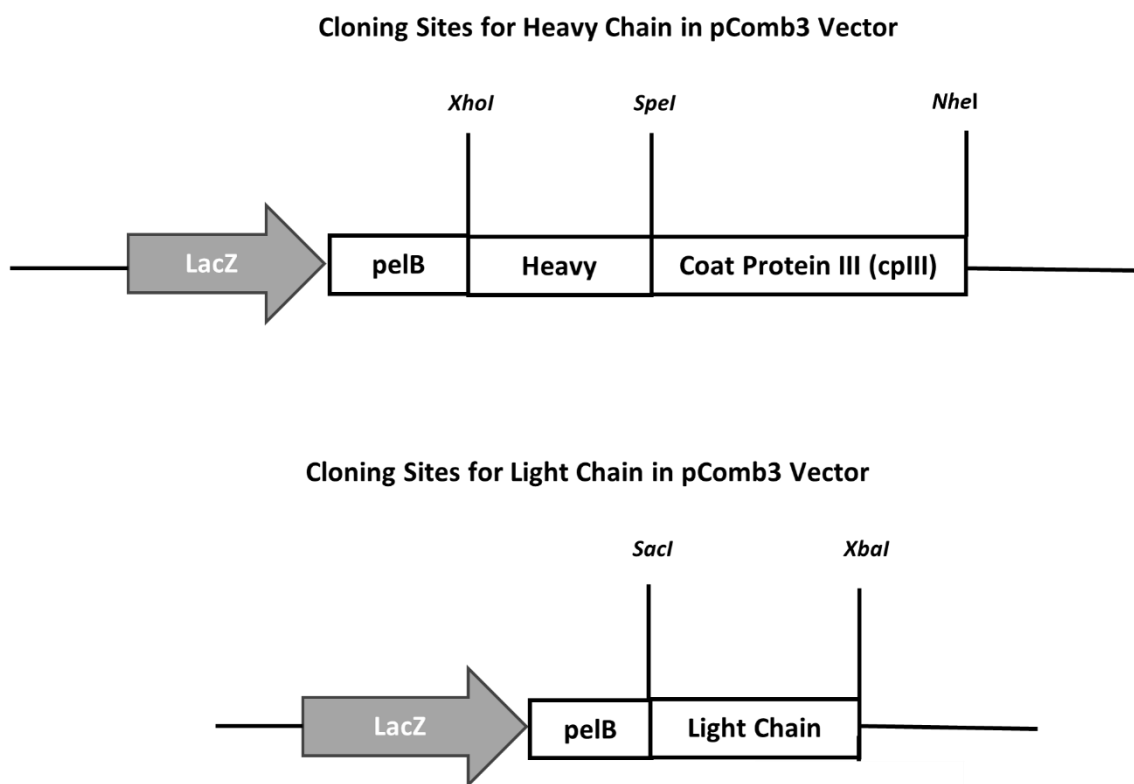 Cloning Sites for Heavy Chain in pComb3 Vector
XhoI SpeI NheI
LacZ pelB Heavy Coat Protein III (cpIII)
Cloning Sites for Light Chain in pComb3 Vector
SacI XbaI
LacZ pelB Light Chain